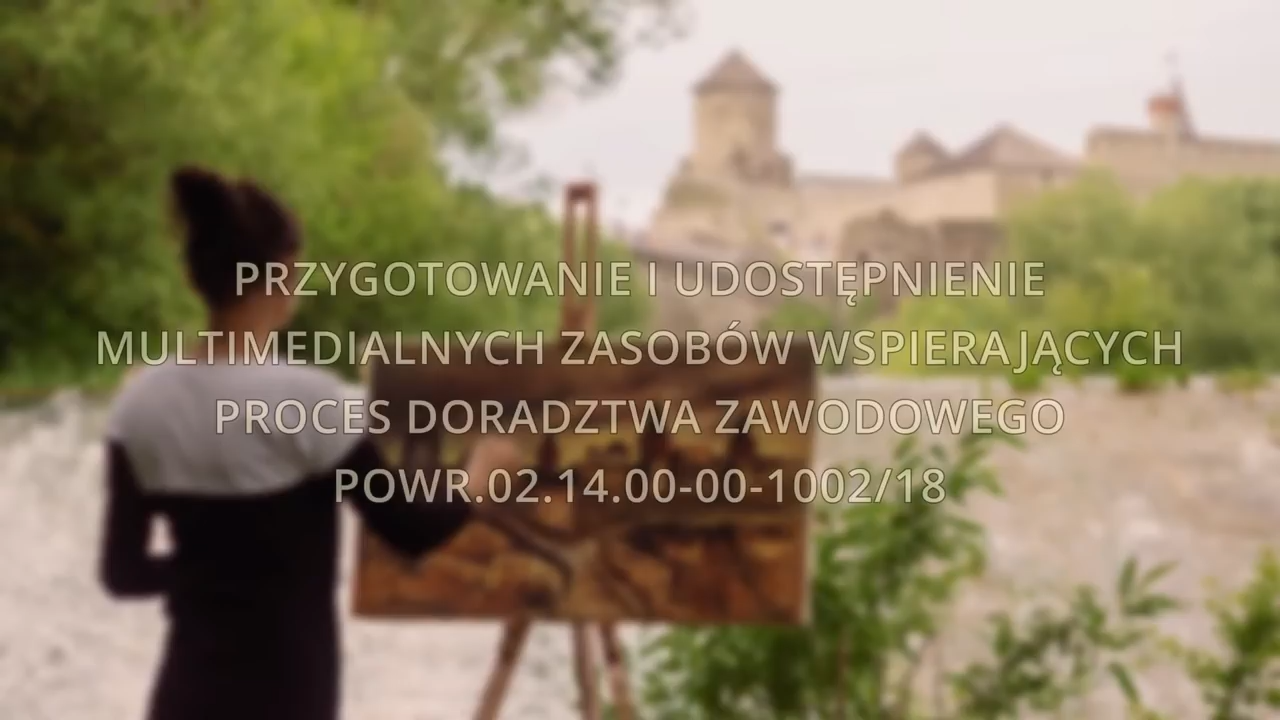 PRZYGOTOWANIE I UDOSTĘPNIENIE
MULTIMEDIALNYCH ZASOBÓW WSPIERAJĄCYCH
PROCES DORADZTWA ZAWODOWEGO
POWR.02.14.00-00-1002/18